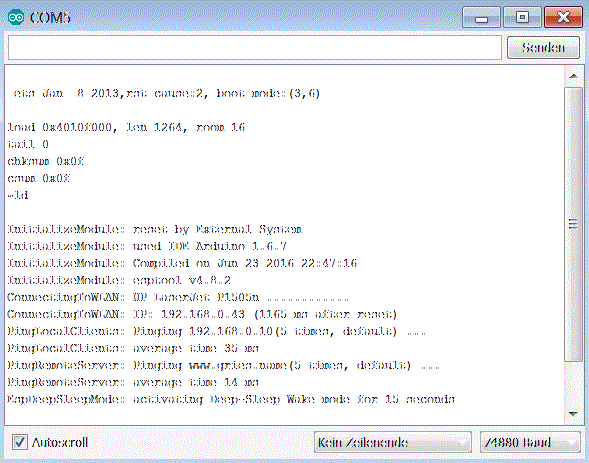 COM5
Senden
ets Jan 8 2013,rst cause:2, boot mode:(3,6)
load 0x4010f000, len 1264, room 16
tail 0
chksum 0x0f
csum 0x0f
~ld
InitializeModule: reset by External System
InitializeModule: used IDE Arduino 1.6.7
InitializeModule: Compiled on Jun 23 2016 22:47:16
InitializeModule: esptool v4.8.2
ConnectingToWLAN: HP LaserJet P1505n ..............
ConnectingToWLAN: IP: 192.168.0.43 (1165 ms after reset)
PingLocalClients: Pinging 192.168.0.10(5 times, default) ...
PingLocalClients: average time 35 ms
PingRemoteServer: Pinging www.gries.name(5 times, default) ...
PingRemoteServer: average time 14 ms
EspDeepSleepMode: activating Deep-Sleep Wake mode for 15 seconds
Autoscroll
Kein Zeilenende
74880 Baud